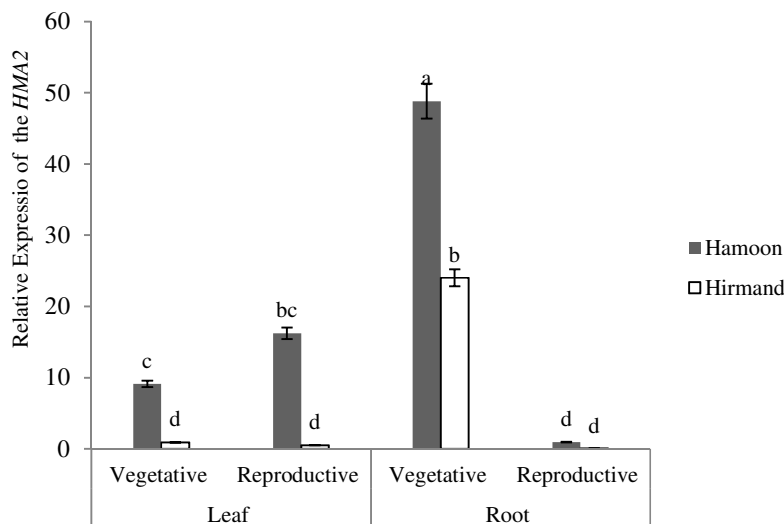 Relative Expressio of the HMA2
60
50
40
30
20
10
0
a
b
bc
c
d
d
d
d
Hamoon
Hirmand
Vegetative Reproductive Vegetative Reproductive
Leaf Root